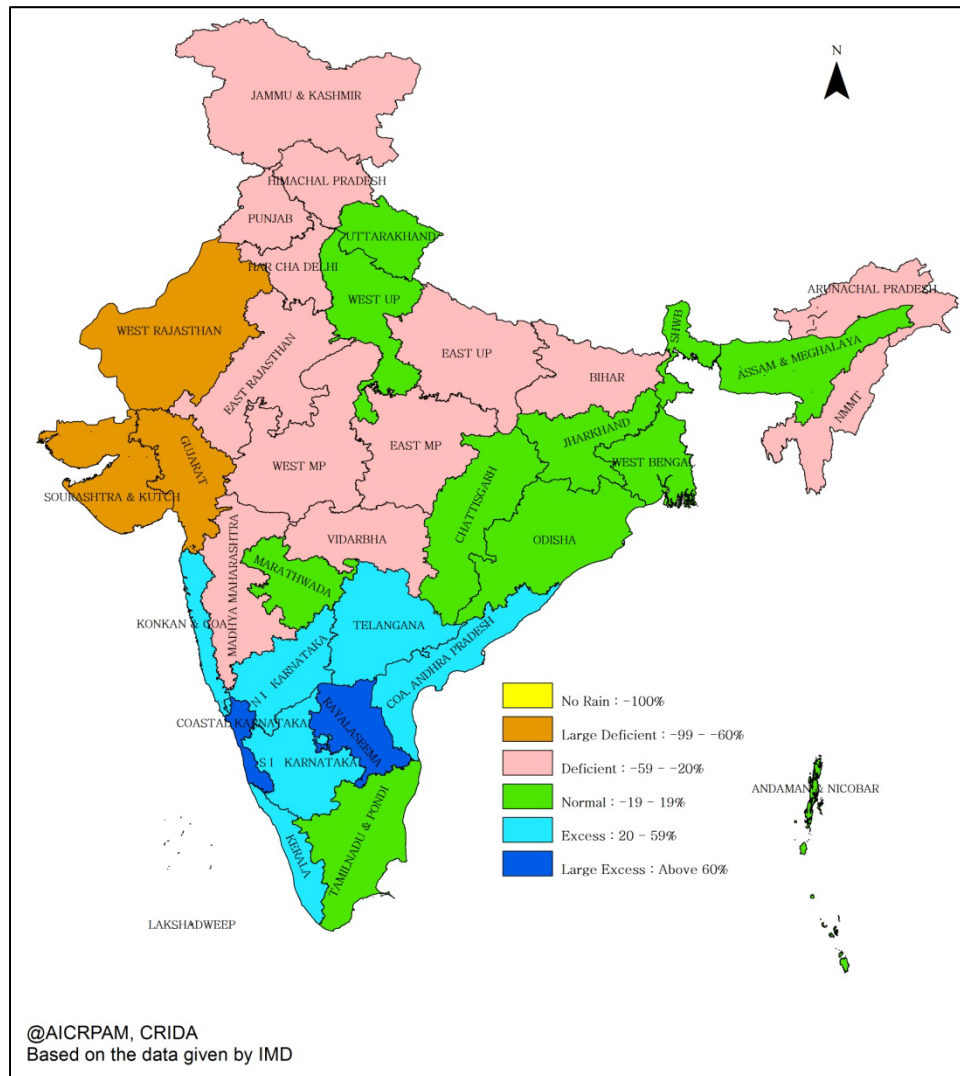 N
JAMMU & KASHMIR
HIMACHAL PRADESH
PUNJAB
UTTARAKHAND
HAR CHA DELHI
ARUNACHAL PRADESH
WEST UP
WEST RAJASTHAN
SHWB
ASSAM & MEGHALAYA
EAST UP
EAST RAJASTHAN
BIHAR
NMMT
JHARKHAND
EAST MP
WEST MP
WEST BENGAL
GUJARAT
SOURASHTRA & KUTCH
CHATTISGARH
VIDARBHA
ODISHA
MARATHWADA
MADHYA MAHARASHTRA
KONKAN & GOA
TELANGANA
COA. ANDHRA PRADESH
N I KARNATAKA
RAYALASEEMA
COASTAL KARNATAKA
S I KARNATAKA
No Rain : -100%
Large Deficient : -99 - -60%
Deficient : -59 - -20%
Normal : -19 - 19%
Excess : 20 - 59%
Large Excess : Above 60%
ANDAMAN & NICOBAR
KERALA
TAMILNADU & PONDI
LAKSHADWEEP
@AICRPAM, CRIDA
Based on the data given by IMD